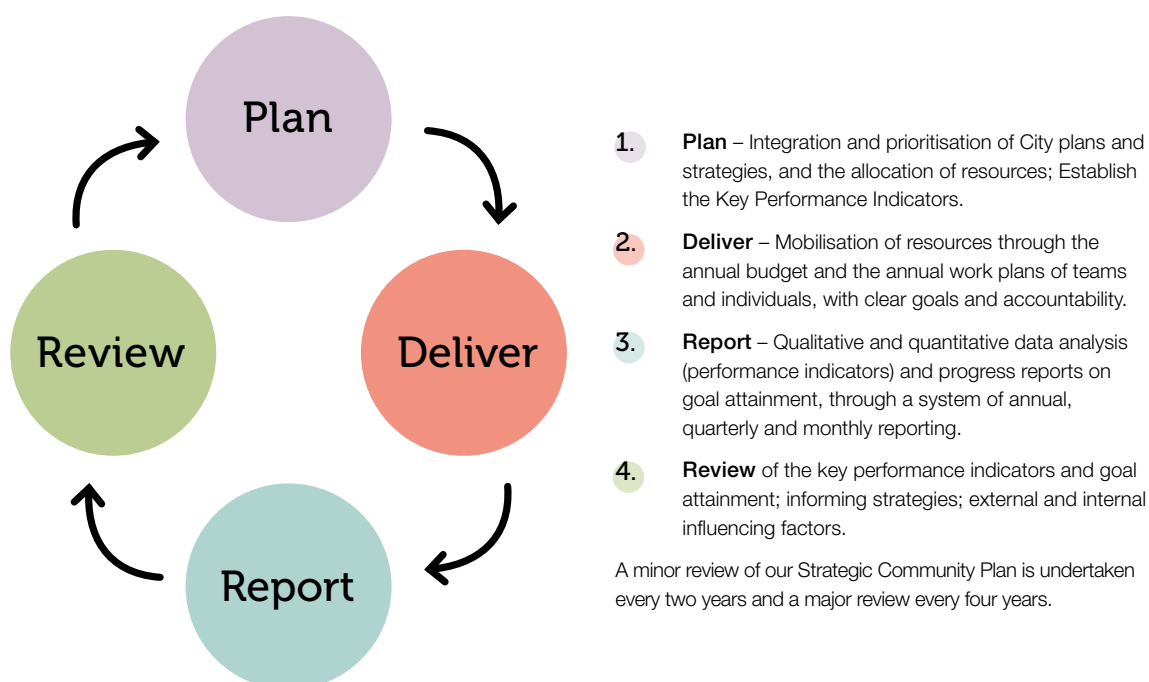 Plan
Deliver
Report
Review
1. Plan – Integration and prioritisation of City plans and
strategies, and the allocation of resources; Establish
the Key Performance Indicators.
2. Deliver – Mobilisation of resources through the
annual budget and the annual work plans of teams
and individuals, with clear goals and accountability.
3. Report – Qualitative and quantitative data analysis
(performance indicators) and progress reports on
goal attainment, through a system of annual,
quarterly and monthly reporting.
4. Review of the key performance indicators and goal
attainment; informing strategies; external and internal
influencing factors.
A minor review of our Strategic Community Plan is undertaken
every two years and a major review every four years.